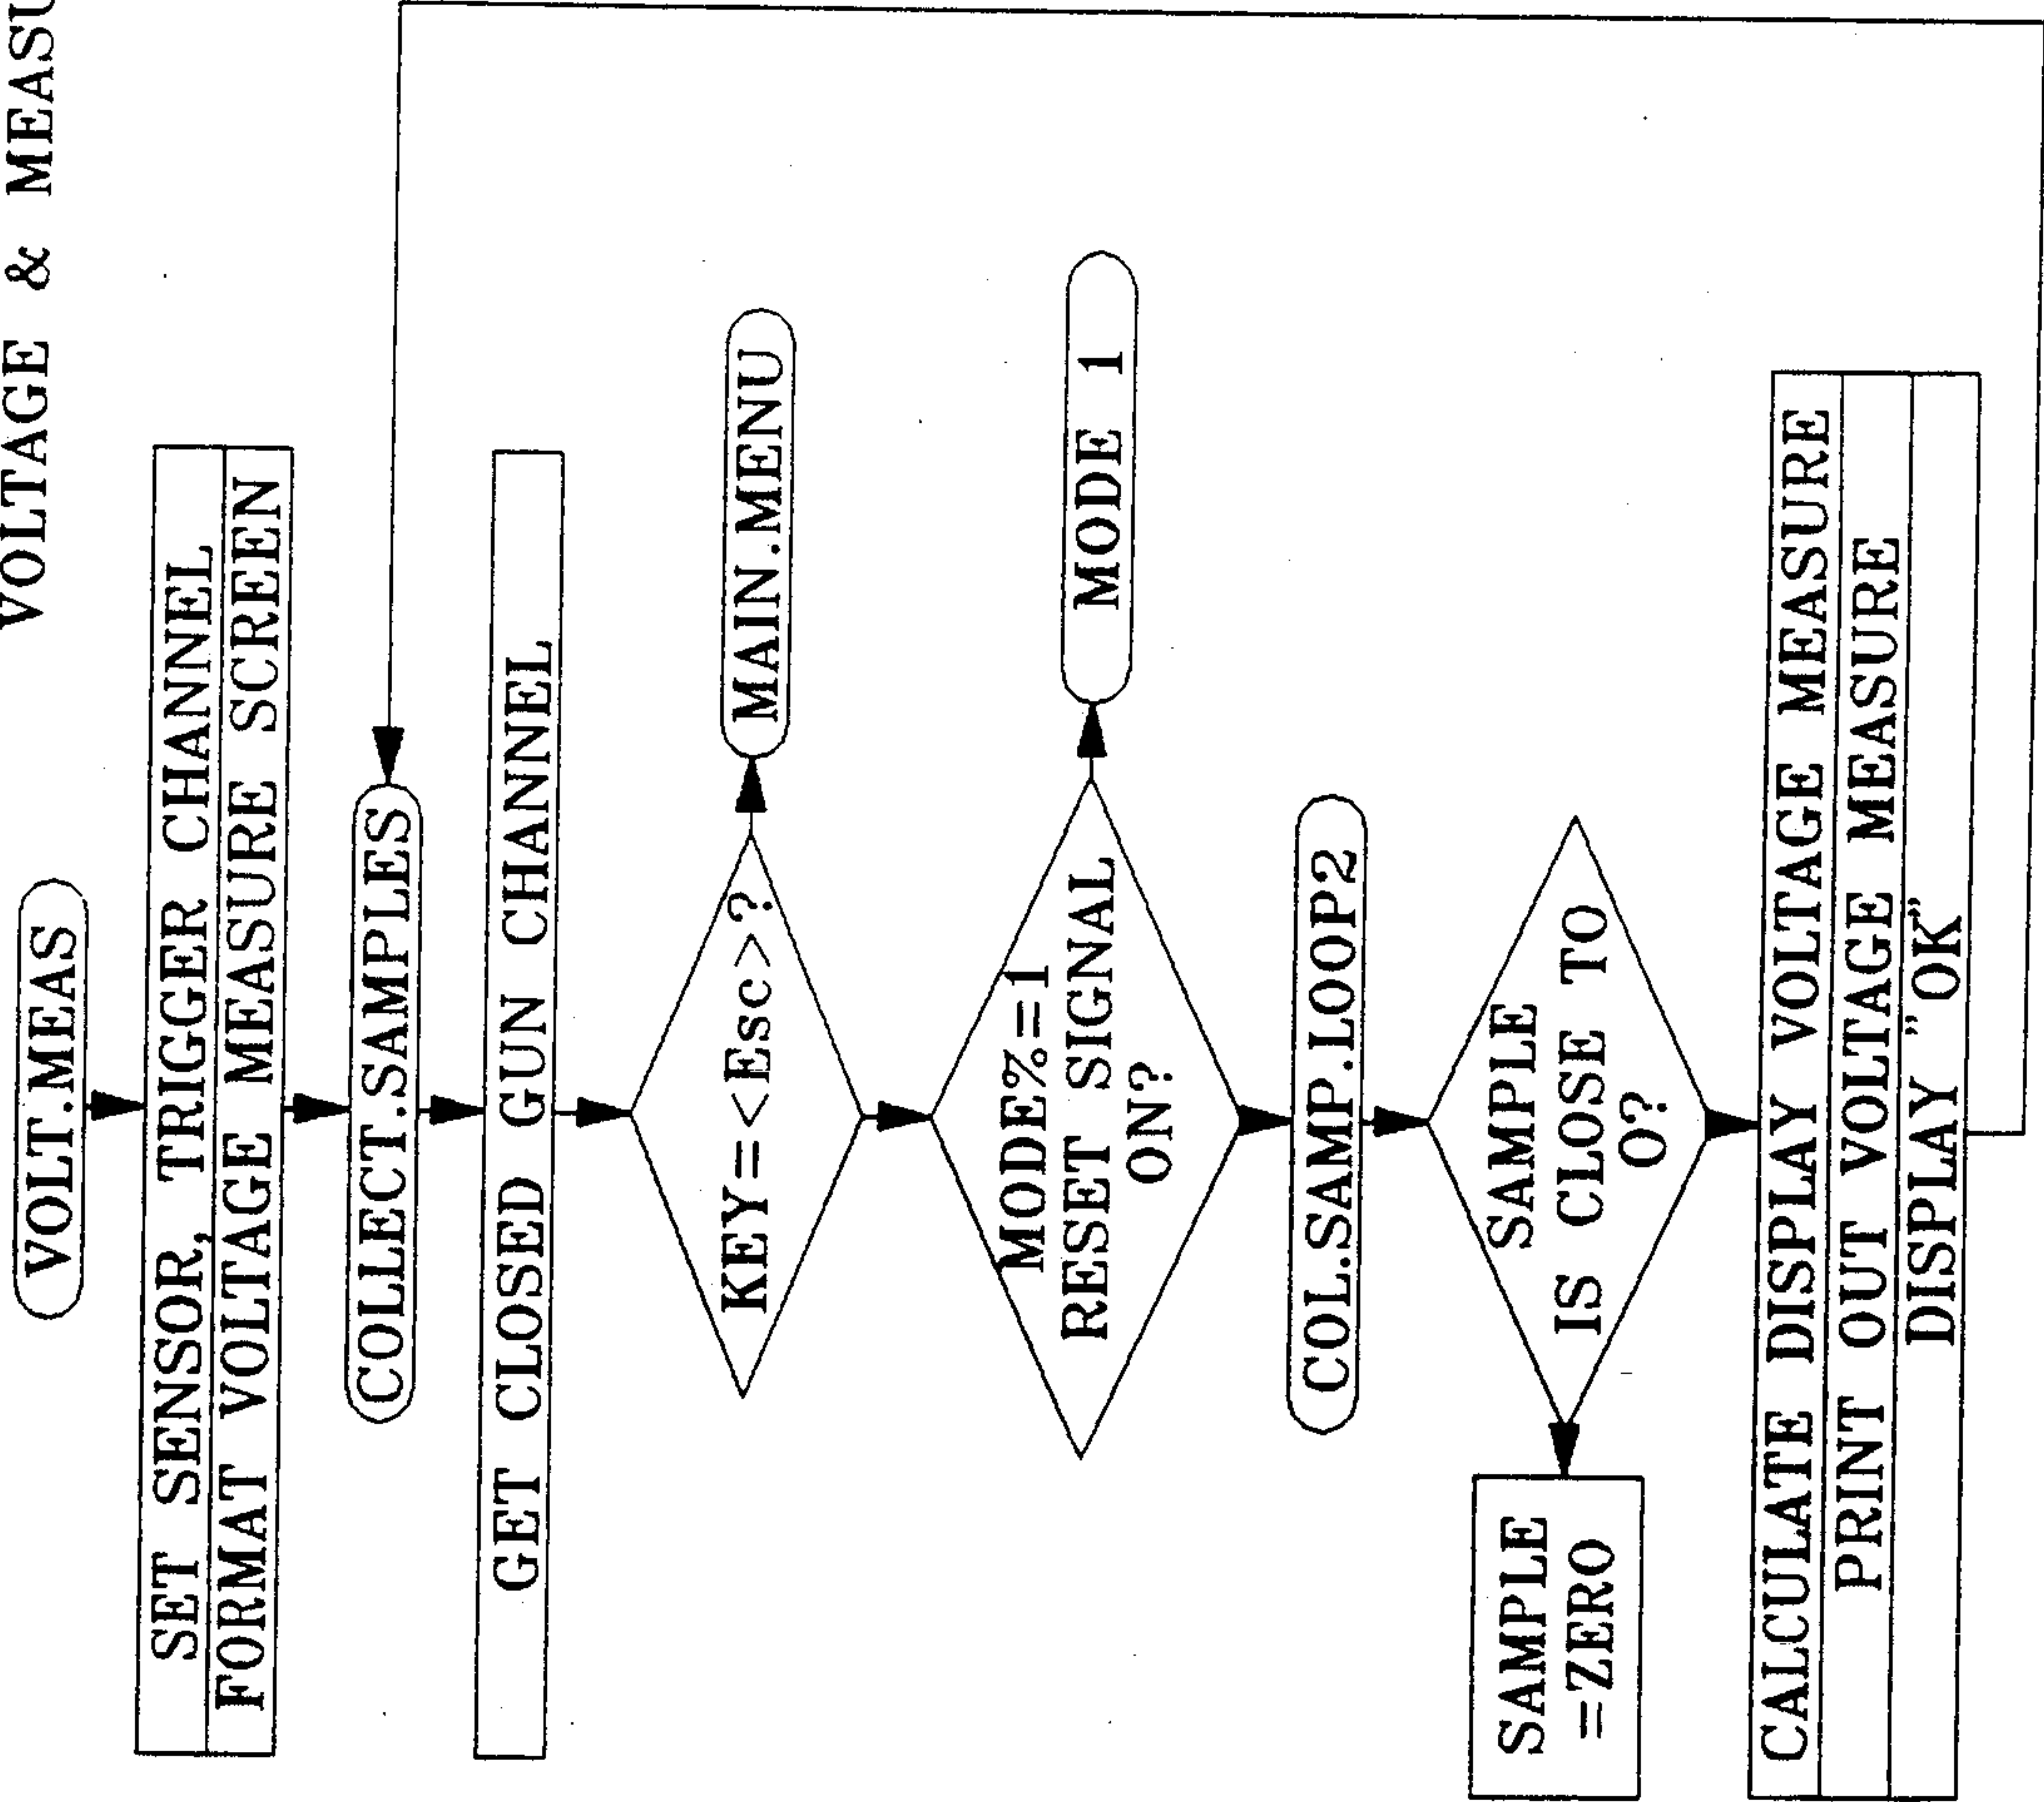 VOLTAGE & MEASU
VOLT.MEAS
SET SENSOR, TRIGGER CHANNEL
FORMAT VOLTAGE MEASURE SCREEN
COLLECT.SAMPLES
GET CLOSED GUN CHANNEL
KEY=<Esc>?
MAIN.MENU
MODE%=1
RESET SIGNAL
ON?
MODE 1
COL.SAMP.LOOP2
SAMPLE
IS CLOSE TO
O?
SAMPLE
=ZERO
CALCULATE DISPLAY VOLTAGE MEASURE
PRINT OUT VOLTAGE MEASURE
DISPLAY "OK"